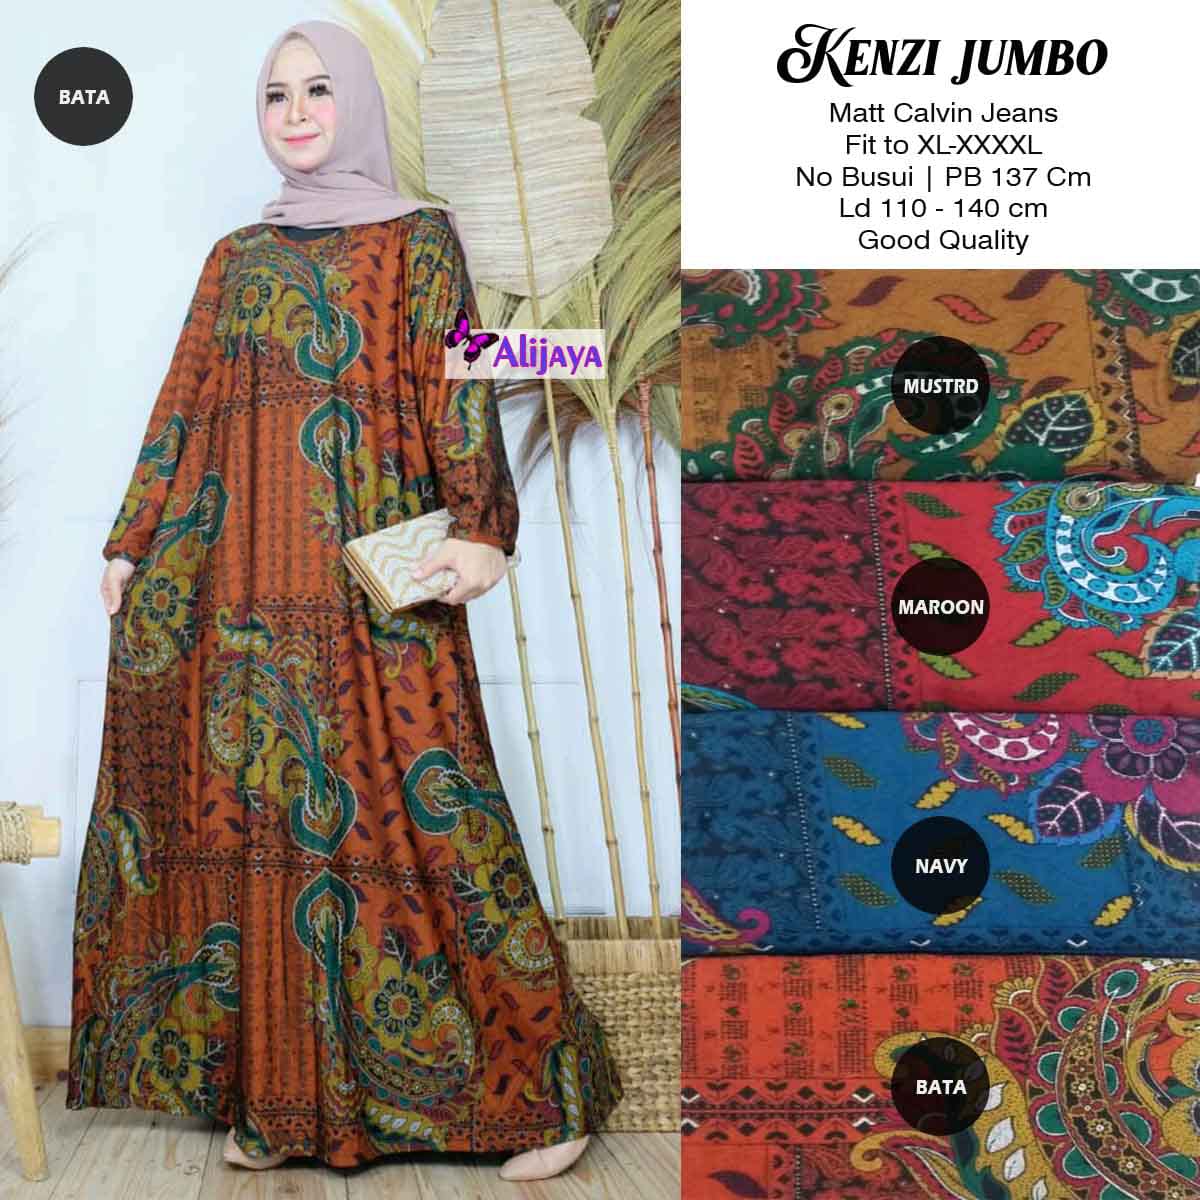 BATA
KENZI JUMBO
Matt Calvin Jeans
Fit to XL-XXXXL
No Busui | PB 137 Cm
Ld 110 - 140 cm
Good Quality
Alijaya
MUSTRD
MAROON
NAVY
BATA